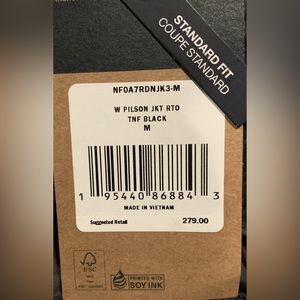 STANDARD FIT
COUPE STANDARD
NF0A7RDNJK3-M
W PILSON JKT RTO
TNF BLACK
M
1 95440 86884 3
MADE IN VIETNAM
Suggested Retail
279.00
FSC
PRINTED WITH
SOY INK